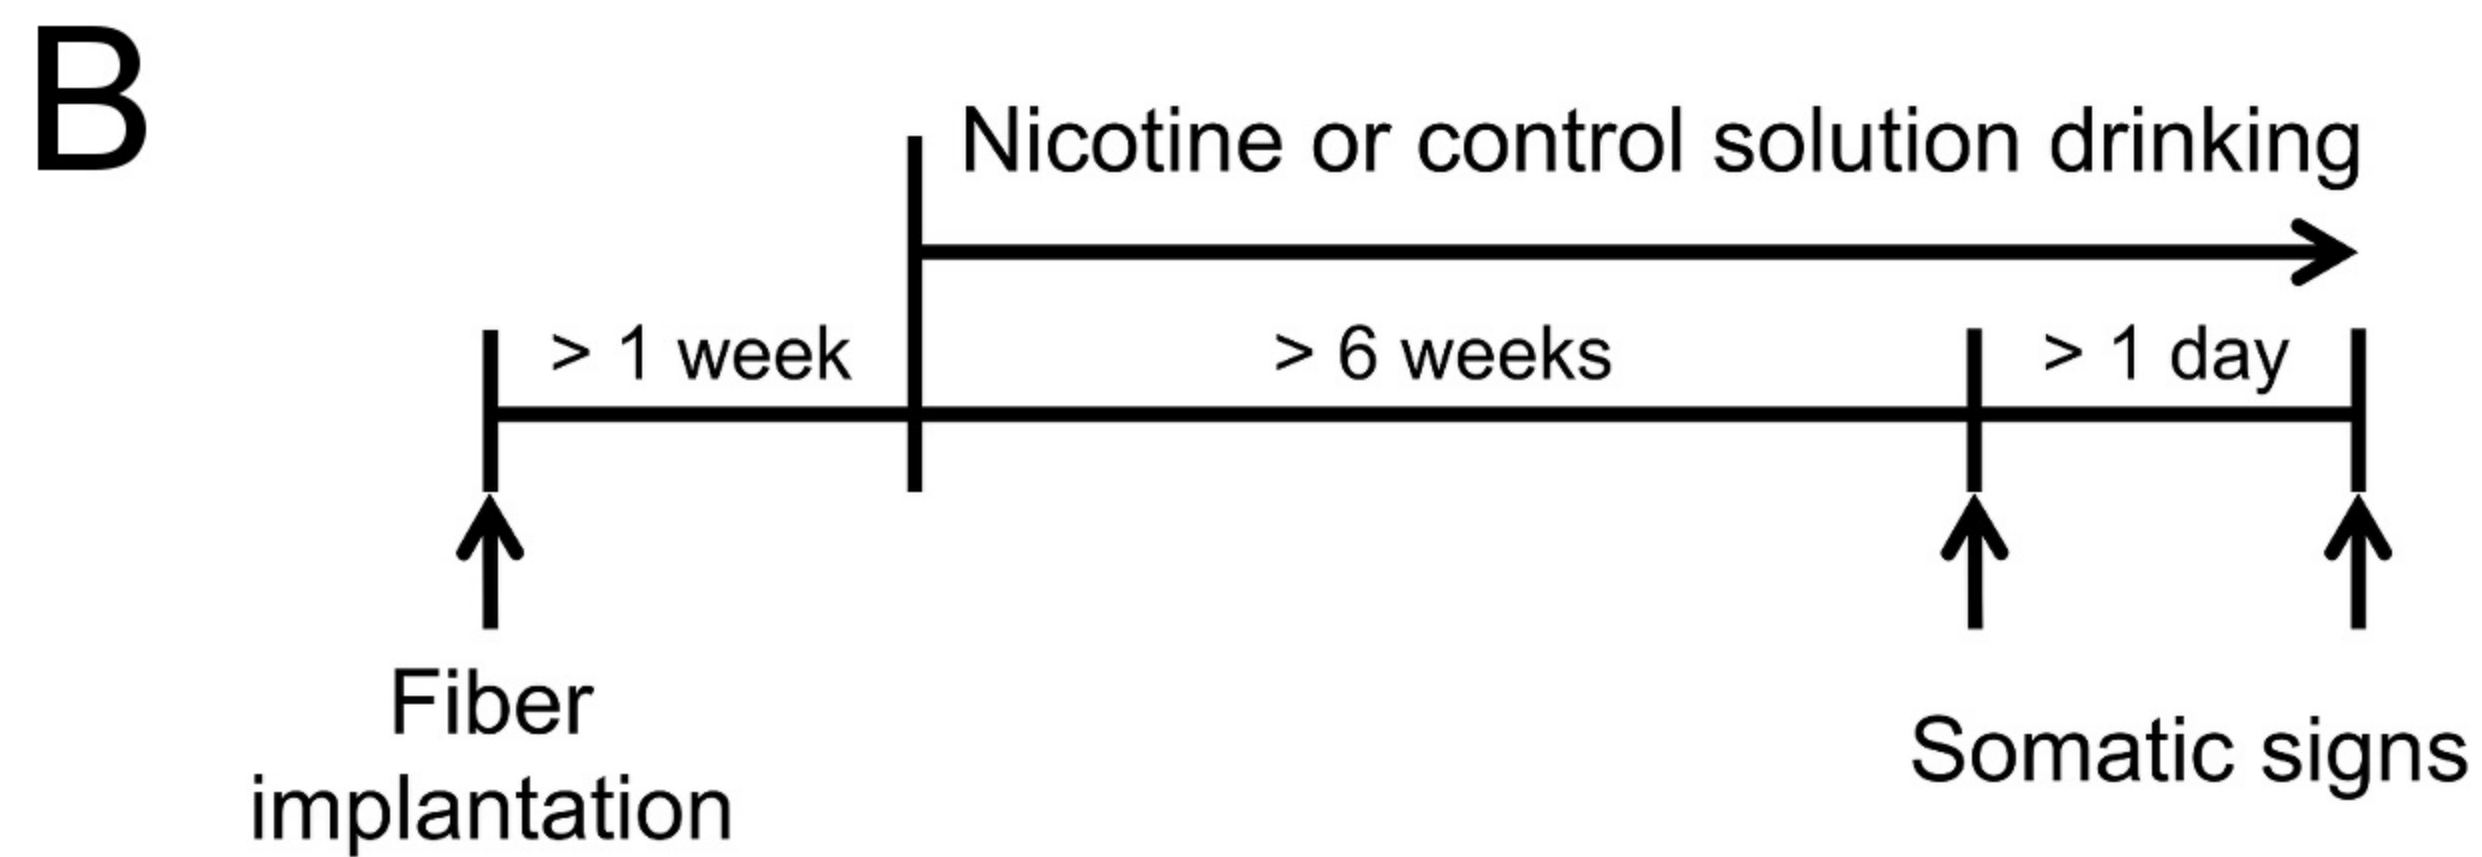 B
Nicotine or control solution drinking
> 1 week
> 6 weeks
> 1 day
Fiber
implantation
Somatic signs